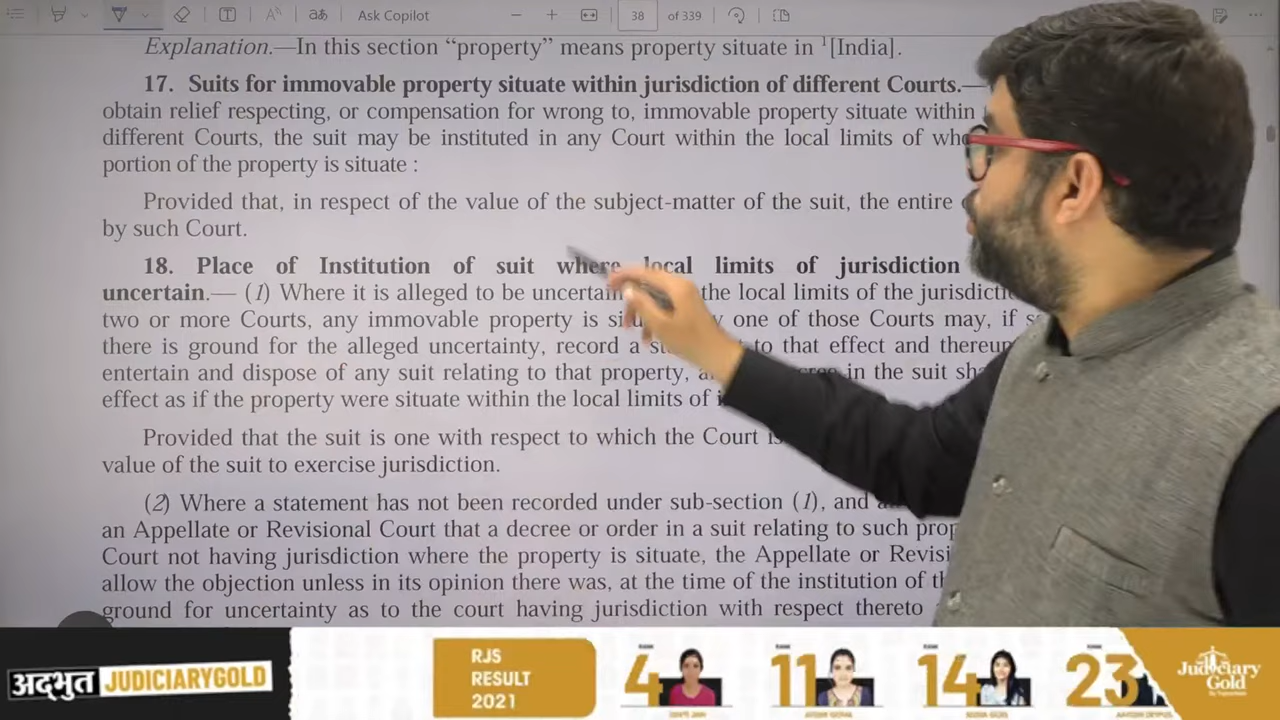 Ask Copilot
38 of 339
Explanation.—In this section “property” means property situate in ¹[India].
17. Suits for immovable property situate within jurisdiction of different Courts.—
obtain relief respecting, or compensation for wrong to, immovable property situate within
different Courts, the suit may be instituted in any Court within the local limits of
portion of the property is situate :
Provided that, in respect of the value of the subject-matter of the suit, the entire
by such Court.
18. Place of Institution of suit where local limits of jurisdiction
uncertain.— (1) Where it is alleged to be uncertain the local limits of the
two or more Courts, any immovable property is one of those Courts may, if
there is ground for the alleged uncertainty, record a to that effect and
entertain and dispose of any suit relating to that property, in the suit
effect as if the property were situate within the local limits of
Provided that the suit is one with respect to which the Court is
value of the suit to exercise jurisdiction.
(2) Where a statement has not been recorded under sub-section (1), and
an Appellate or Revisional Court that a decree or order in a suit relating to such
Court not having jurisdiction where the property is situate, the Appellate or
allow the objection unless in its opinion there was, at the time of the institution of
ground for uncertainty as to the court having jurisdiction with respect thereto
अद्भुत JUDICIARYGOLD
RJS
RESULT
2021
RANK 4
RANK 11
RANK 14
RANK 23
Judiciary
Gold